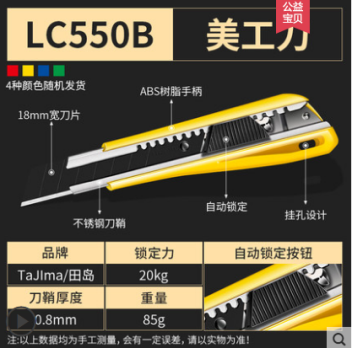 公益
宝贝
LC550B 美工刀
4种颜色随机发货
ABS树脂手柄
18mm宽刀片
自动锁定
挂孔设计
不锈钢刀鞘
品牌 锁定力 自动锁定按钮
TaJIma/田岛 20kg
刀鞘厚度 重量
0.8mm 85g
注:以上数据均为手工测量，会有一定误差，请以实物为准!